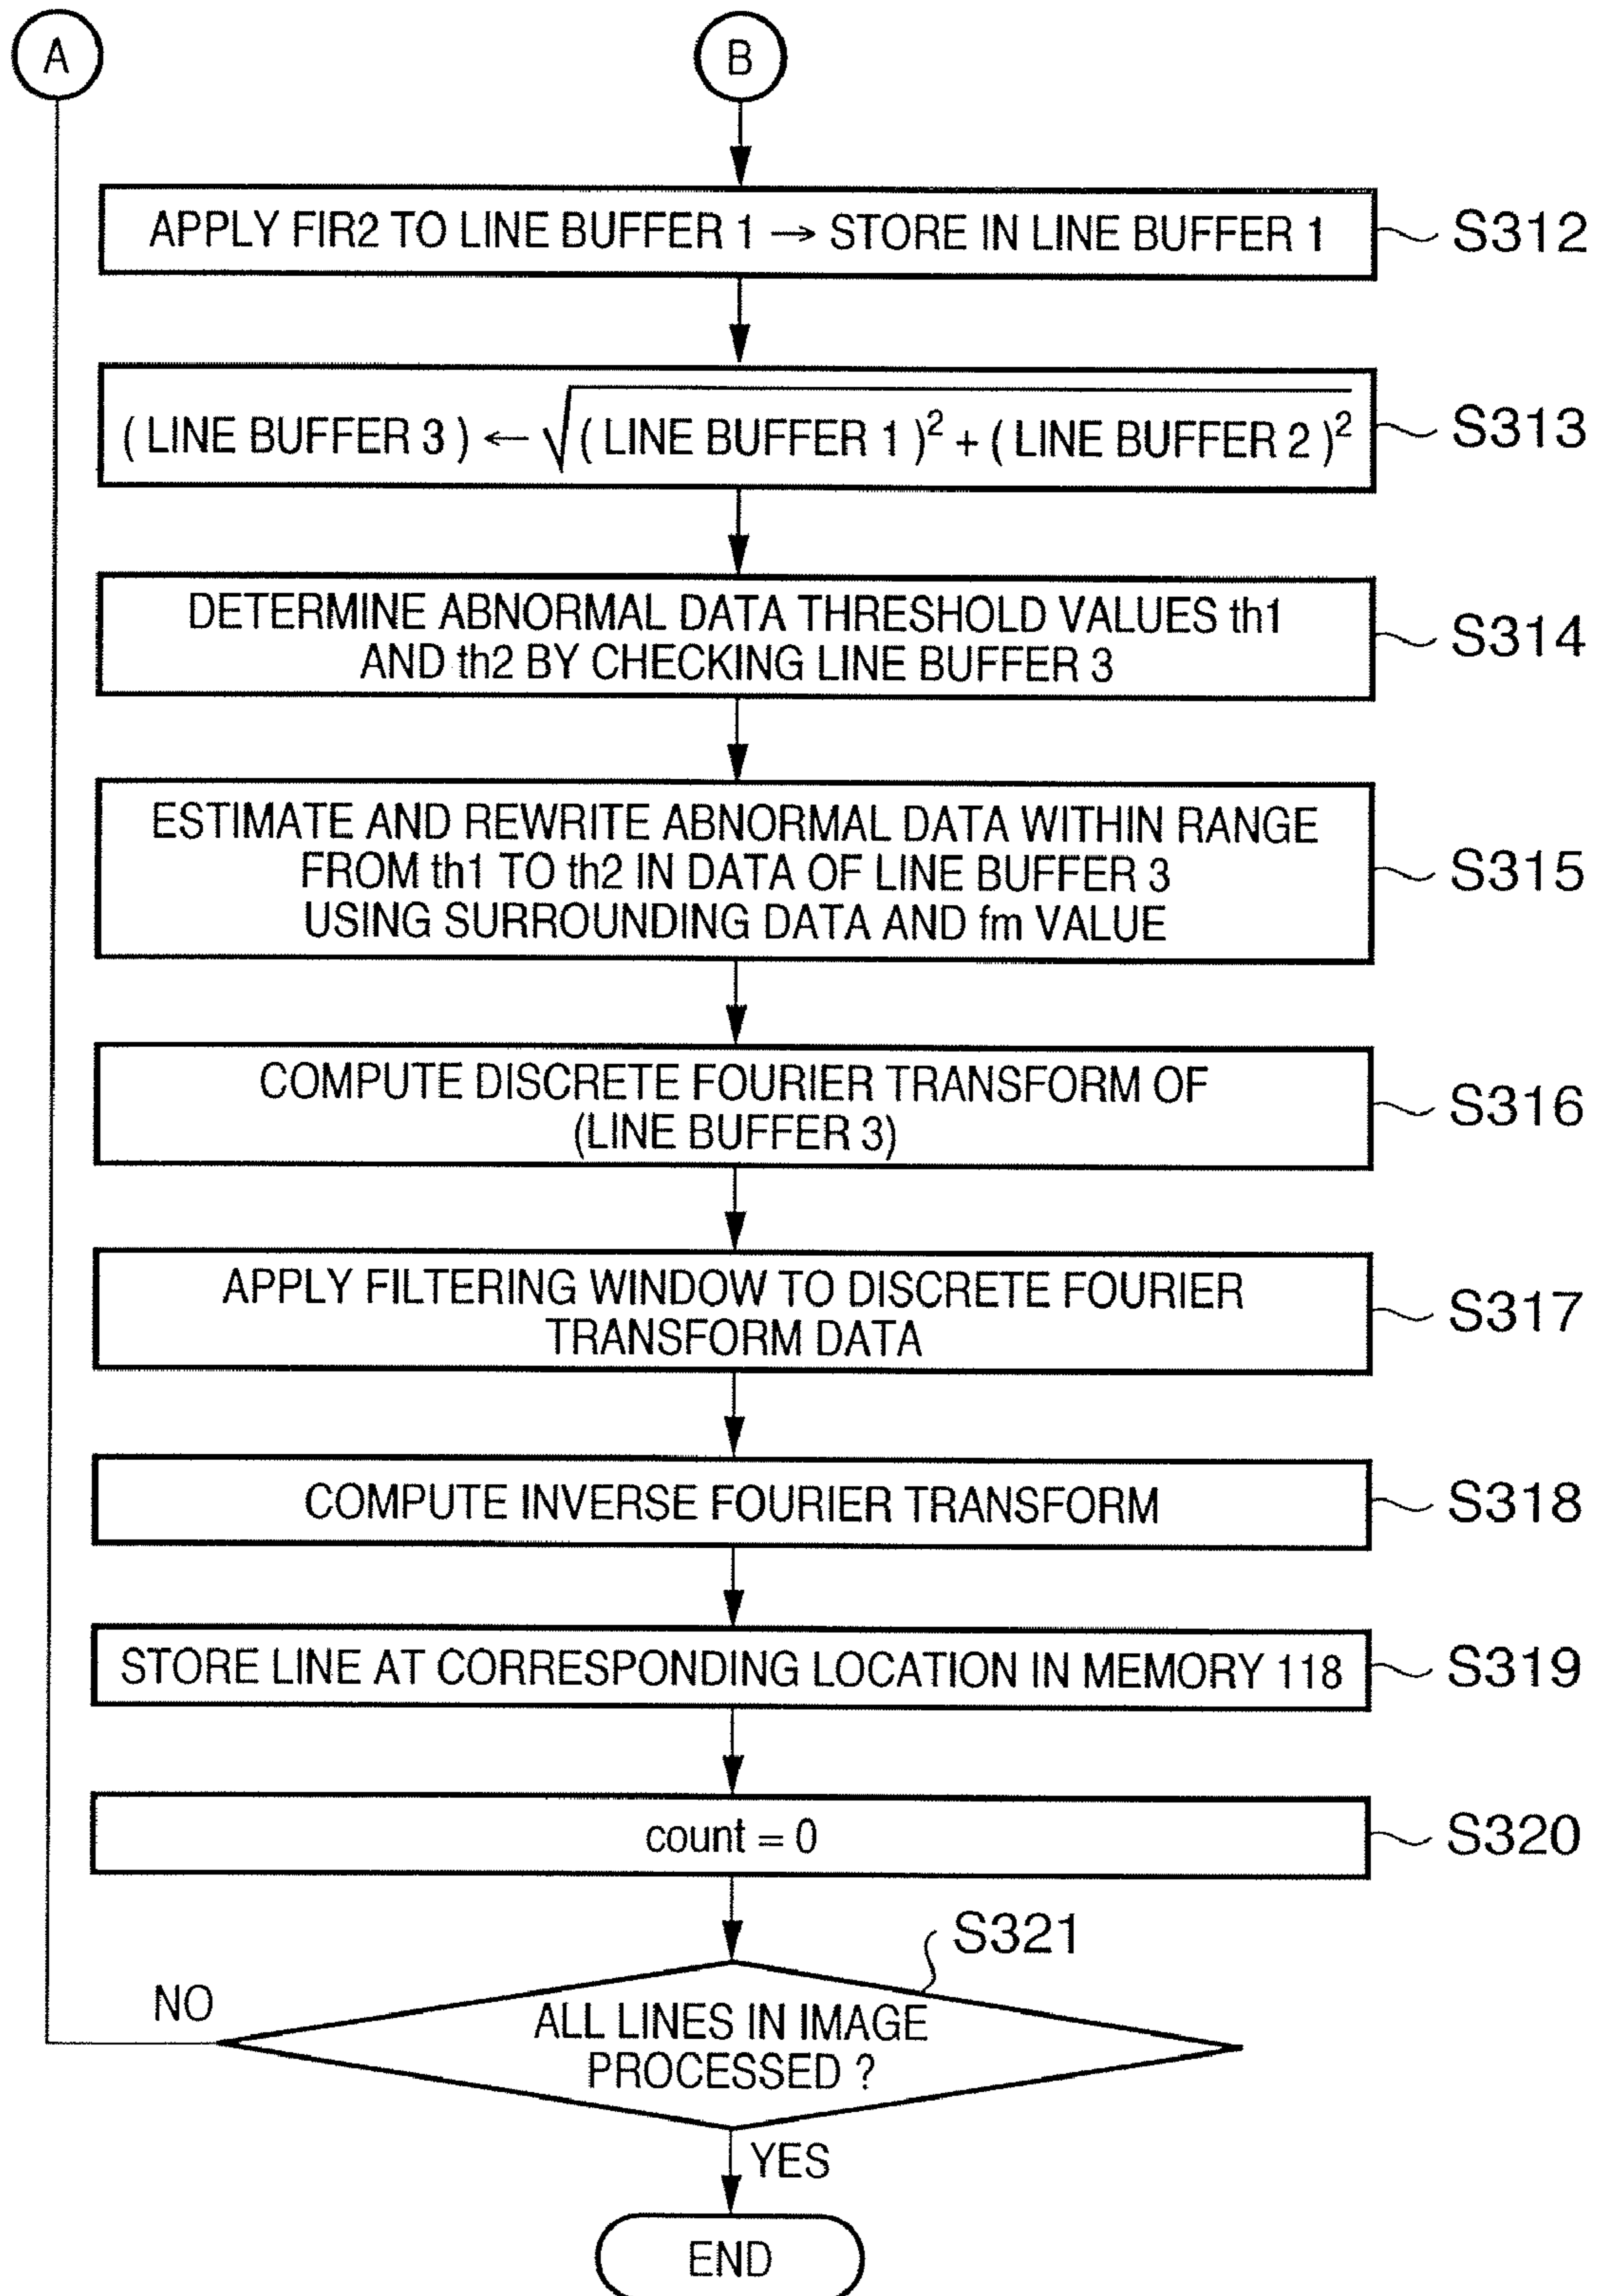 A
B
APPLY FIR2 TO LINE BUFFER 1 → STORE IN LINE BUFFER 1
S312
( LINE BUFFER 3 ) ← √( LINE BUFFER 1 )² + ( LINE BUFFER 2 )²
S313
DETERMINE ABNORMAL DATA THRESHOLD VALUES th1
AND th2 BY CHECKING LINE BUFFER 3
S314
ESTIMATE AND REWRITE ABNORMAL DATA WITHIN RANGE
FROM th1 TO th2 IN DATA OF LINE BUFFER 3
USING SURROUNDING DATA AND fm VALUE
S315
COMPUTE DISCRETE FOURIER TRANSFORM OF
(LINE BUFFER 3)
S316
APPLY FILTERING WINDOW TO DISCRETE FOURIER
TRANSFORM DATA
S317
COMPUTE INVERSE FOURIER TRANSFORM
S318
STORE LINE AT CORRESPONDING LOCATION IN MEMORY 118
S319
count = 0
S320
S321
NO
ALL LINES IN IMAGE
PROCESSED ?
YES
END